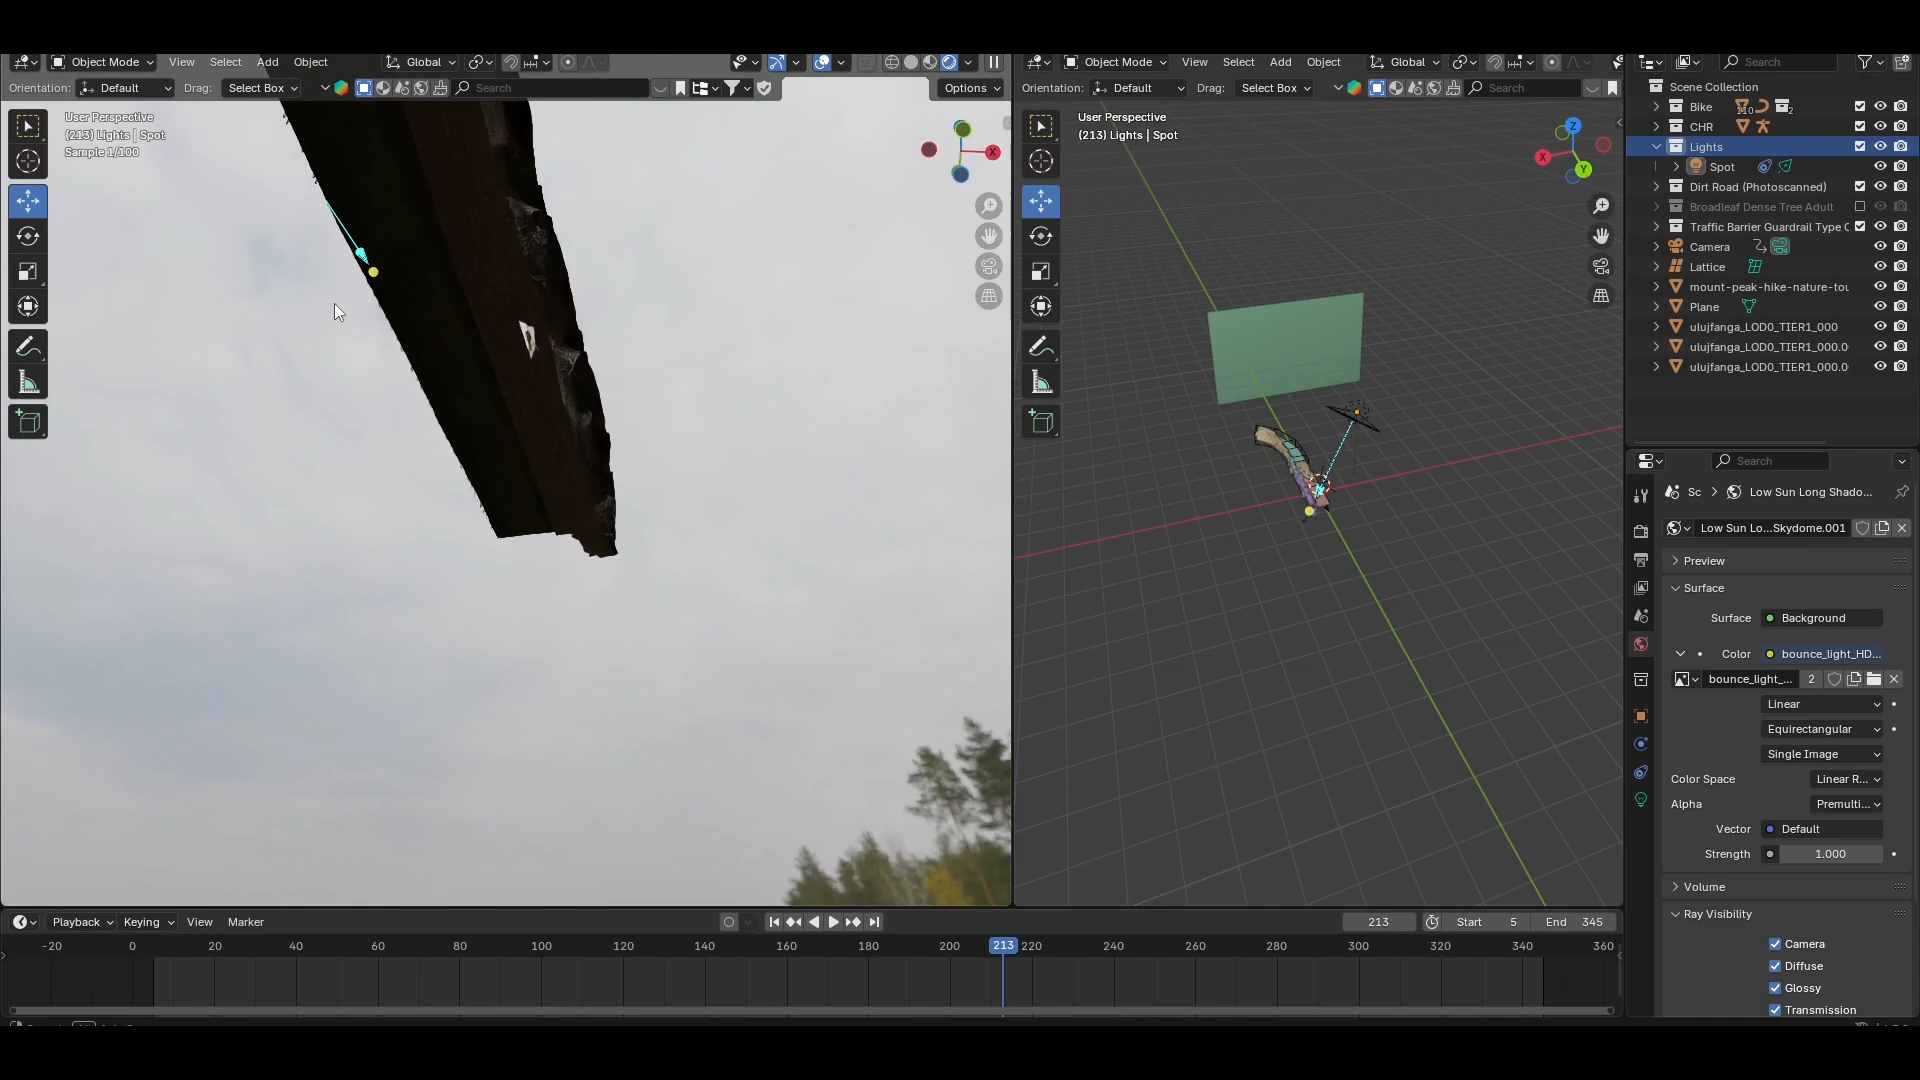 Object Mode View Select Add Object Global
Orientation: Default Drag: Select Box Search Options
User Perspective
(213) Lights | Spot
Sample 1/100
X
Object Mode View Select Add Object Global
Orientation: Default Drag: Select Box Search
User Perspective
(213) Lights | Spot
Z
X
Y
Search
Scene Collection
Bike 110 2
CHR
Lights
Spot
Dirt Road (Photoscanned)
Broadleaf Dense Tree Adult
Traffic Barrier Guardrail Type C
Camera
Lattice
mount-peak-hike-nature-tou
Plane
ulujfanga_LOD0_TIER1_000
ulujfanga_LOD0_TIER1_000.0
ulujfanga_LOD0_TIER1_000.0
Search
Sc > Low Sun Long Shado...
Low Sun Lo...Skydome.001
Preview
Surface
Surface Background
Color bounce_light_HD...
bounce_light_... 2
Linear
Equirectangular
Single Image
Color Space Linear R...
Alpha Premulti...
Vector Default
Strength 1.000
Volume
Ray Visibility
Camera
Diffuse
Glossy
Transmission
Playback Keying View Marker 213 Start 5 End 345
-20 0 20 40 60 80 100 120 140 160 180 200 213 220 240 260 280 300 320 340 360